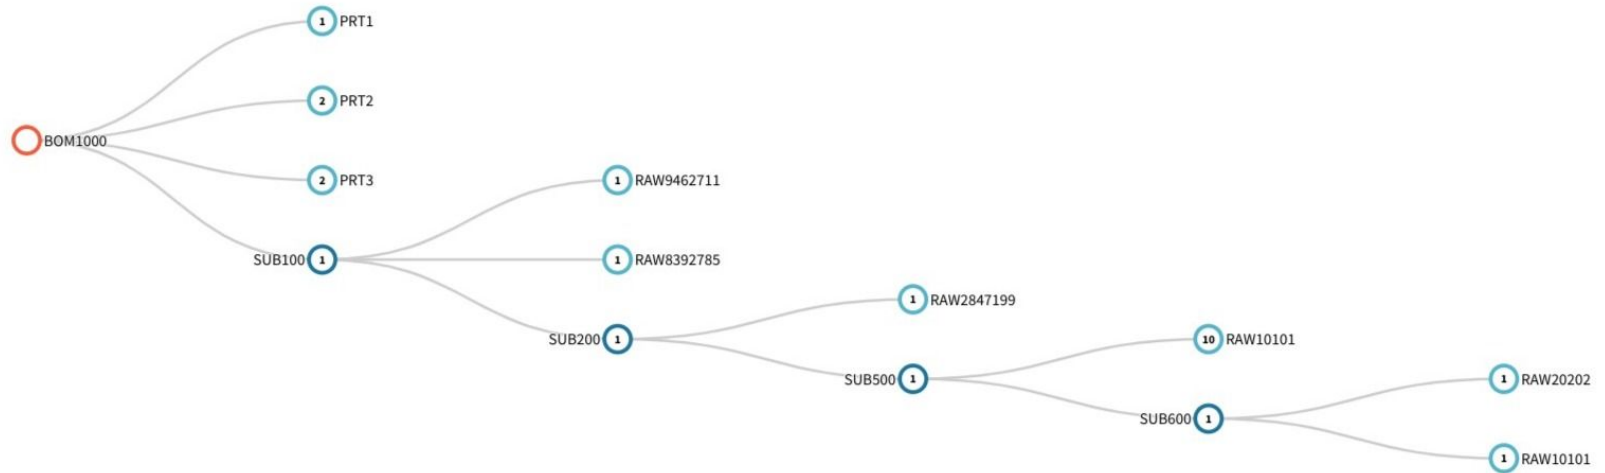 1 PRT1
2 PRT2
BOM1000
2 PRT3
1 RAW9462711
SUB100 1
1 RAW8392785
1 RAW2847199
SUB200 1
10 RAW10101
SUB500 1
1 RAW20202
SUB600 1
1 RAW10101